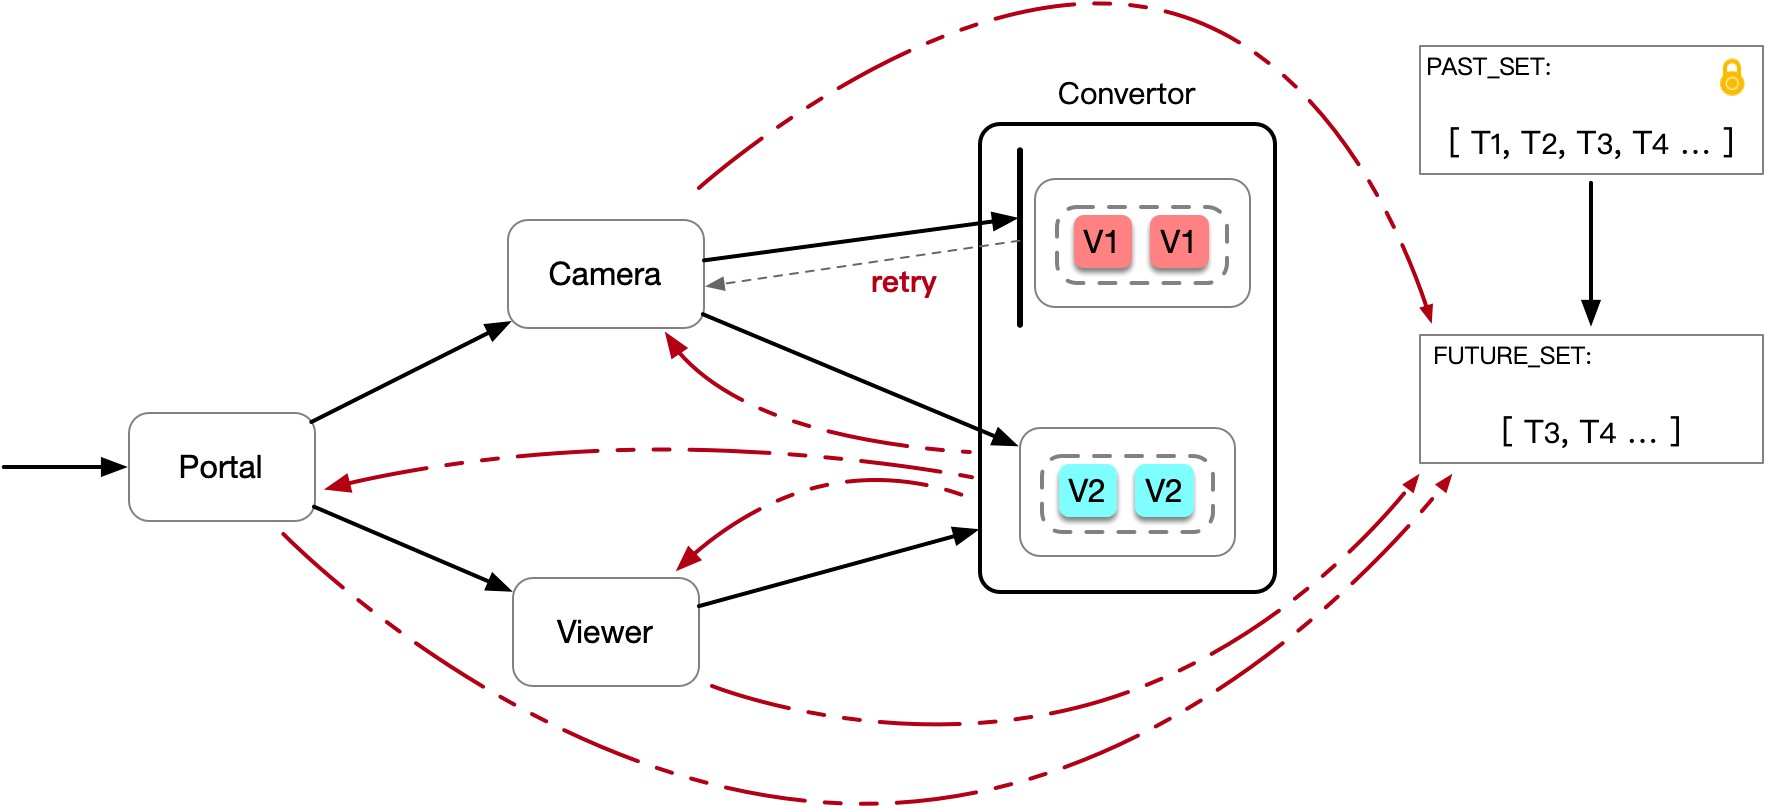 Convertor
PAST_SET:
[ T1, T2, T3, T4 ... ]
V1 V1
Camera
retry
FUTURE_SET:
[ T3, T4 ... ]
Portal
V2 V2
Viewer